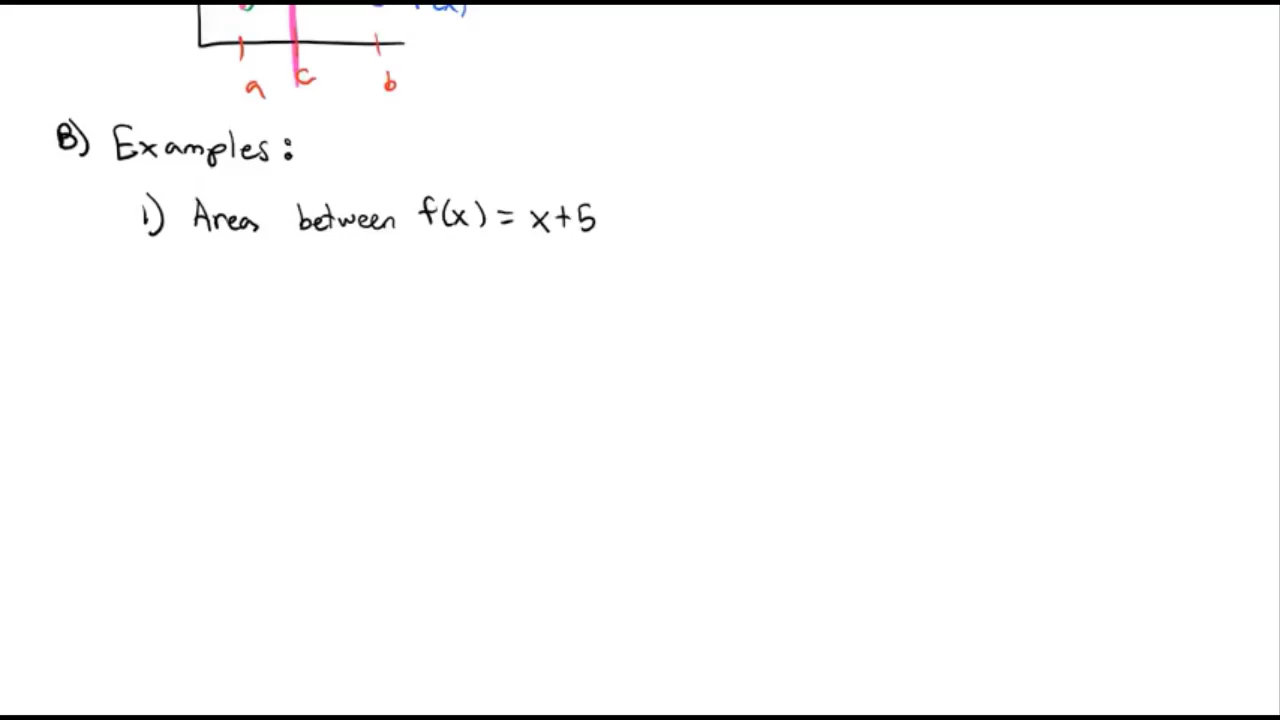 a c b
B) Examples:
1) Area between f(x) = x+5